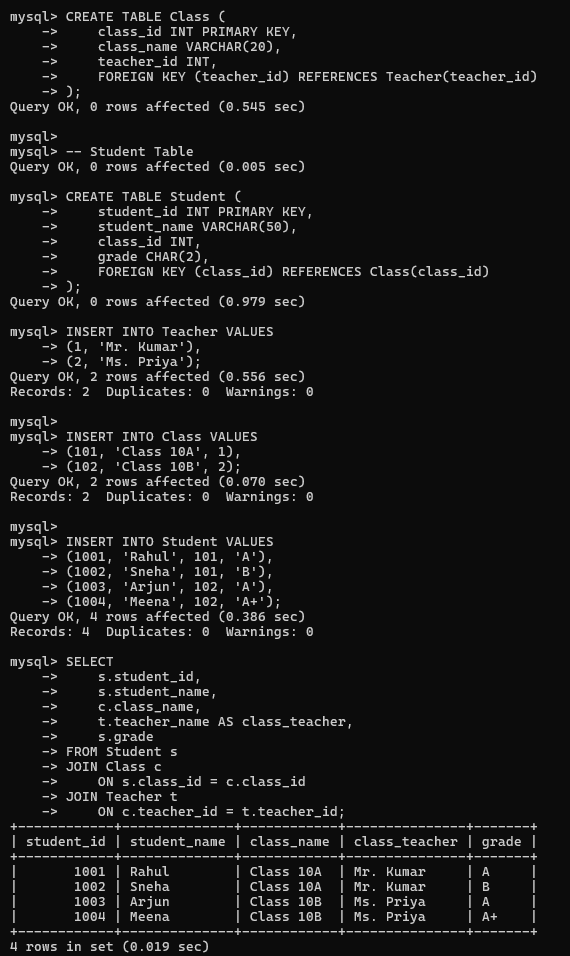 mysql> CREATE TABLE Class (
    ->     class_id INT PRIMARY KEY,
    ->     class_name VARCHAR(20),
    ->     teacher_id INT,
    ->     FOREIGN KEY (teacher_id) REFERENCES Teacher(teacher_id)
    -> );
Query OK, 0 rows affected (0.545 sec)

mysql>
mysql> -- Student Table
Query OK, 0 rows affected (0.005 sec)

mysql> CREATE TABLE Student (
    ->     student_id INT PRIMARY KEY,
    ->     student_name VARCHAR(50),
    ->     class_id INT,
    ->     grade CHAR(2),
    ->     FOREIGN KEY (class_id) REFERENCES Class(class_id)
    -> );
Query OK, 0 rows affected (0.979 sec)

mysql> INSERT INTO Teacher VALUES
    -> (1, 'Mr. Kumar'),
    -> (2, 'Ms. Priya');
Query OK, 2 rows affected (0.556 sec)
Records: 2  Duplicates: 0  Warnings: 0

mysql>
mysql> INSERT INTO Class VALUES
    -> (101, 'Class 10A', 1),
    -> (102, 'Class 10B', 2);
Query OK, 2 rows affected (0.070 sec)
Records: 2  Duplicates: 0  Warnings: 0

mysql>
mysql> INSERT INTO Student VALUES
    -> (1001, 'Rahul', 101, 'A'),
    -> (1002, 'Sneha', 101, 'B'),
    -> (1003, 'Arjun', 102, 'A'),
    -> (1004, 'Meena', 102, 'A+');
Query OK, 4 rows affected (0.386 sec)
Records: 4  Duplicates: 0  Warnings: 0

mysql> SELECT
    ->     s.student_id,
    ->     s.student_name,
    ->     c.class_name,
    ->     t.teacher_name AS class_teacher,
    ->     s.grade
    -> FROM Student s
    -> JOIN Class c
    ->     ON s.class_id = c.class_id
    -> JOIN Teacher t
    ->     ON c.teacher_id = t.teacher_id;
+------------+--------------+------------+---------------+-------+
| student_id | student_name | class_name | class_teacher | grade |
+------------+--------------+------------+---------------+-------+
|       1001 | Rahul        | Class 10A  | Mr. Kumar     | A     |
|       1002 | Sneha        | Class 10A  | Mr. Kumar     | B     |
|       1003 | Arjun        | Class 10B  | Ms. Priya     | A     |
|       1004 | Meena        | Class 10B  | Ms. Priya     | A+    |
+------------+--------------+------------+---------------+-------+
4 rows in set (0.019 sec)